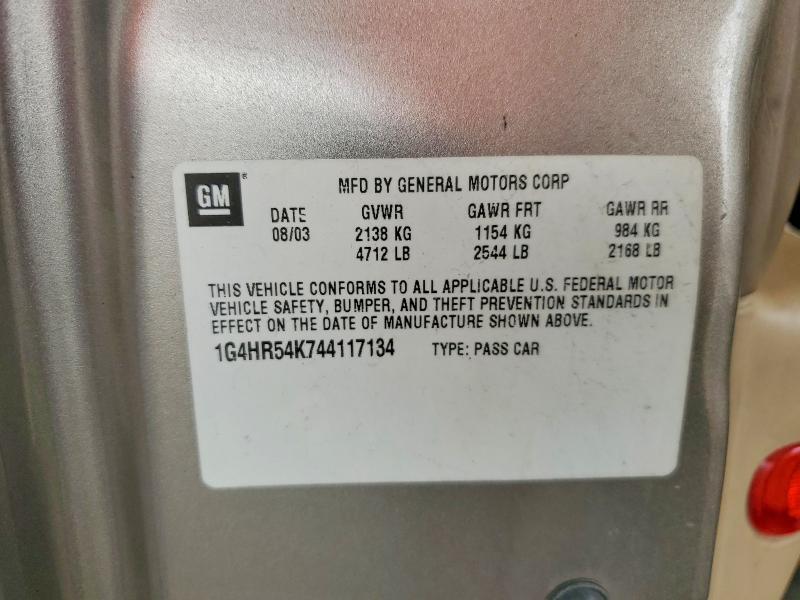 GM®
MFD BY GENERAL MOTORS CORP
DATE GVWR GAWR FRT GAWR RR
08/03 2138 KG 1154 KG 984 KG
4712 LB 2544 LB 2168 LB
THIS VEHICLE CONFORMS TO ALL APPLICABLE U.S. FEDERAL MOTOR
VEHICLE SAFETY, BUMPER, AND THEFT PREVENTION STANDARDS IN
EFFECT ON THE DATE OF MANUFACTURE SHOWN ABOVE.
1G4HR54K744117134 TYPE: PASS CAR